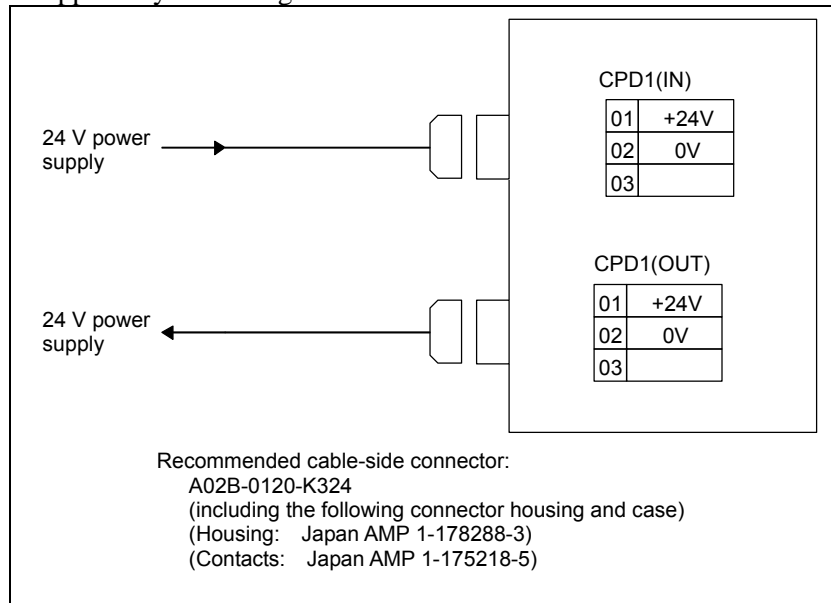 CPD1(IN)
01 +24V
02 0V
03
24 V power
supply
CPD1(OUT)
01 +24V
02 0V
03
24 V power
supply
Recommended cable-side connector:
A02B-0120-K324
(including the following connector housing and case)
(Housing: Japan AMP 1-178288-3)
(Contacts: Japan AMP 1-175218-5)